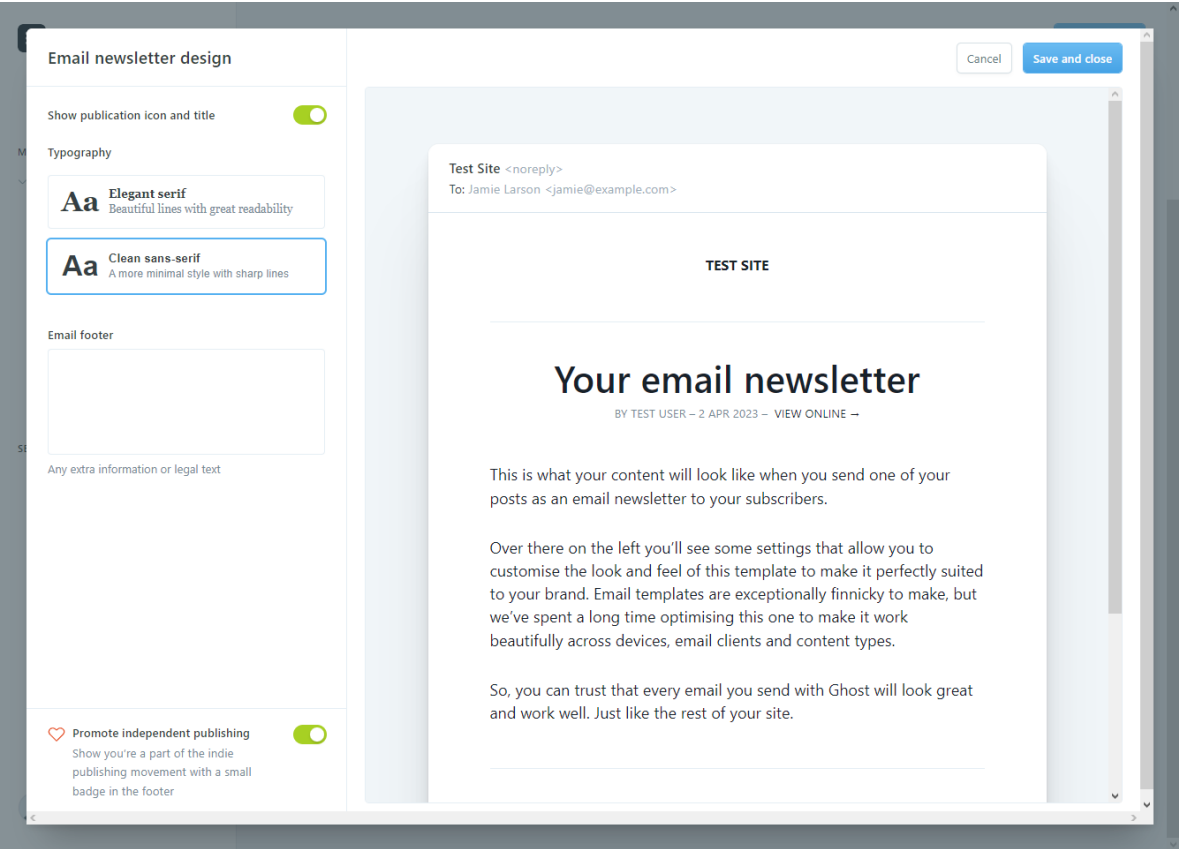 Email newsletter design
Cancel
Save and close
Show publication icon and title
Typography
Aa
Elegant serif
Beautiful lines with great readability
Aa
Clean sans-serif
A more minimal style with sharp lines
Email footer
Any extra information or legal text
Promote independent publishing
Show you're a part of the indie
publishing movement with a small
badge in the footer
Test Site <noreply>
To: Jamie Larson <jamie@example.com>
TEST SITE
Your email newsletter
BY TEST USER – 2 APR 2023 – VIEW ONLINE →
This is what your content will look like when you send one of your
posts as an email newsletter to your subscribers.
Over there on the left you’ll see some settings that allow you to
customise the look and feel of this template to make it perfectly suited
to your brand. Email templates are exceptionally finnicky to make, but
we’ve spent a long time optimising this one to make it work
beautifully across devices, email clients and content types.
So, you can trust that every email you send with Ghost will look great
and work well. Just like the rest of your site.